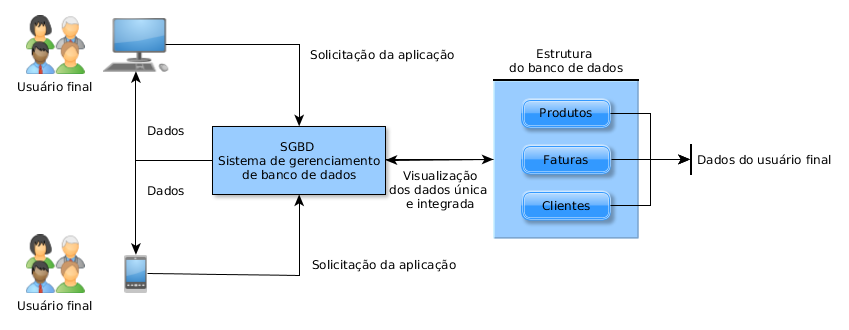 Usuário final
Solicitação da aplicação
Estrutura
do banco de dados
Produtos
Dados
SGBD
Sistema de gerenciamento
de banco de dados
Faturas
Dados do usuário final
Visualização
dos dados única
e integrada
Dados
Clientes
Solicitação da aplicação
Usuário final